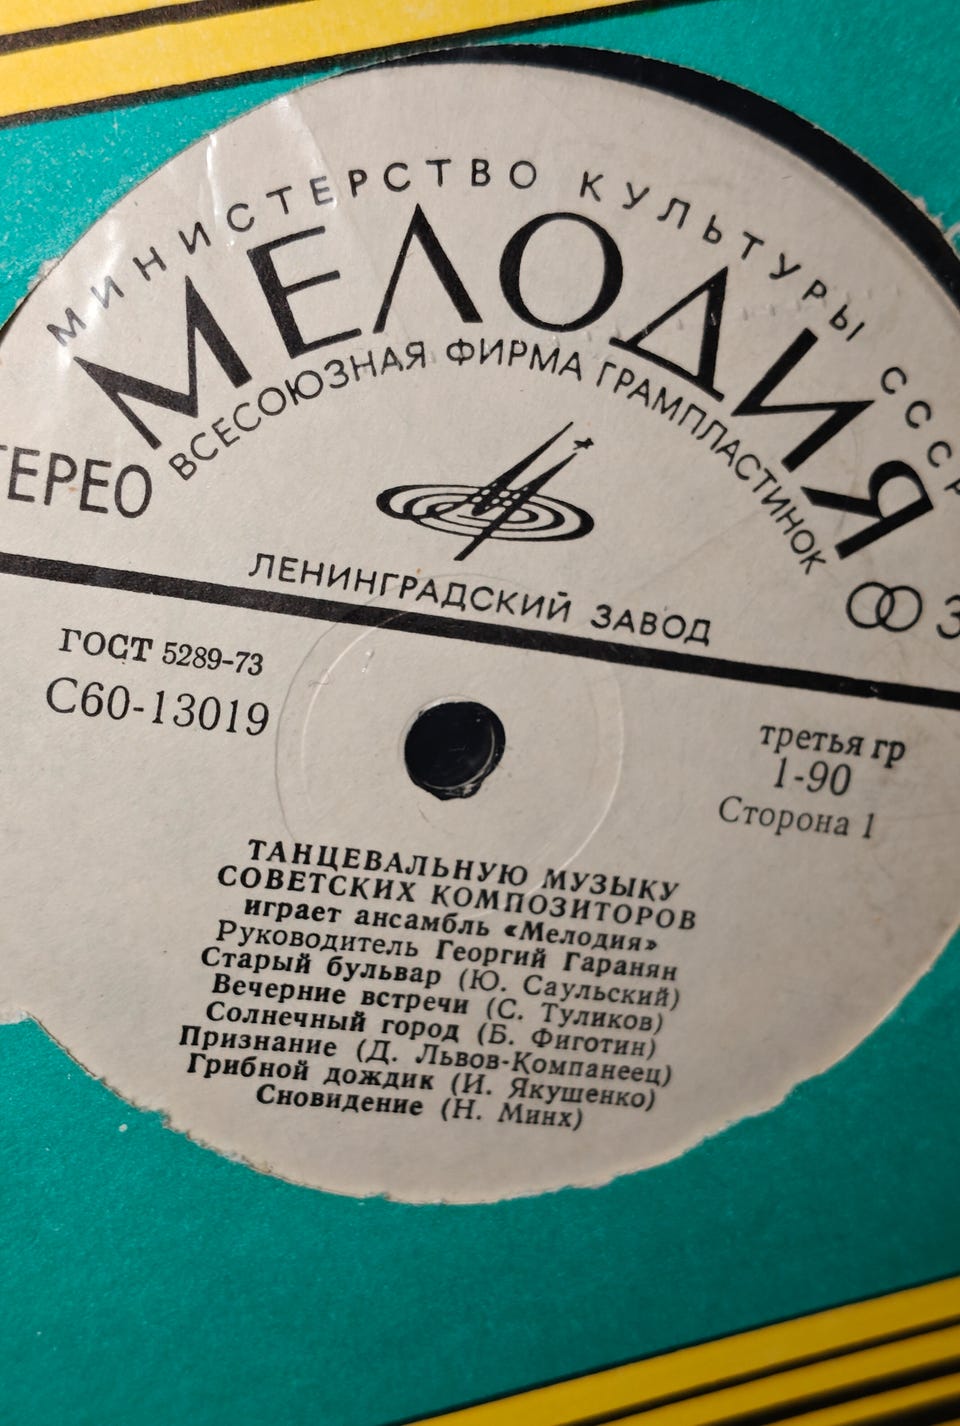 МИНИСТЕРСТВО КУЛЬТУРЫ СССР
МЕЛОДИЯ
ВСЕСОЮЗНАЯ ФИРМА ГРАМПЛАСТИНОК
ТЕРЕО
ЛЕНИНГРАДСКИЙ ЗАВОД
ГОСТ 5289-73
С60-13019
третья гр
1-90
Сторона 1
ТАНЦЕВАЛЬНУЮ МУЗЫКУ
СОВЕТСКИХ КОМПОЗИТОРОВ
играет ансамбль «Мелодия»
Руководитель Георгий Гаранян
Старый бульвар (Ю. Саульский)
Вечерние встречи (С. Туликов)
Солнечный город (Б. Фиготин)
Признание (Д. Львов-Компанеец)
Грибной дождик (И. Якушенко)
Сновидение (Н. Минх)